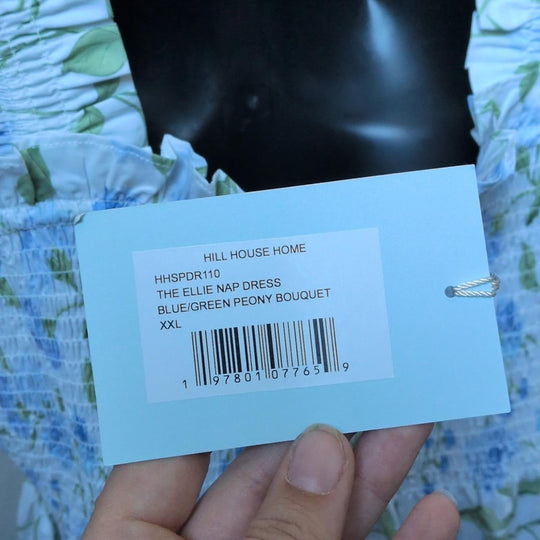 HILL HOUSE HOME
HHSPDR110
THE ELLIE NAP DRESS
BLUE/GREEN PEONY BOUQUET
XXL
1 97801 07765 9